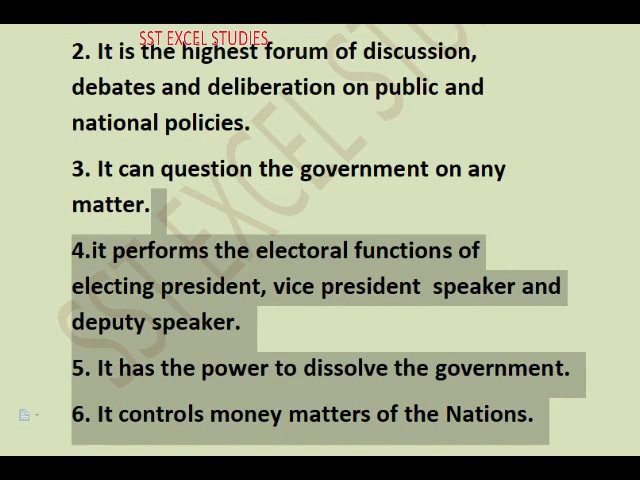 SST EXCEL STUDIES
2. It is the highest forum of discussion,
debates and deliberation on public and
national policies.
3. It can question the government on any
matter.
4.it performs the electoral functions of
electing president, vice president  speaker and
deputy speaker.
5. It has the power to dissolve the government.
6. It controls money matters of the Nations.
SST EXCEL STU